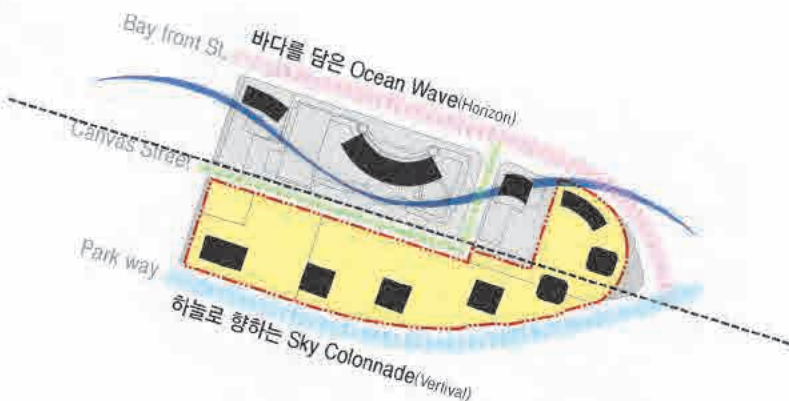 Bay front St.
바다를 담은 Ocean Wave(Horizon)
Canvas Street
Park way
하늘로 향하는 Sky Colonnade(Vertival)